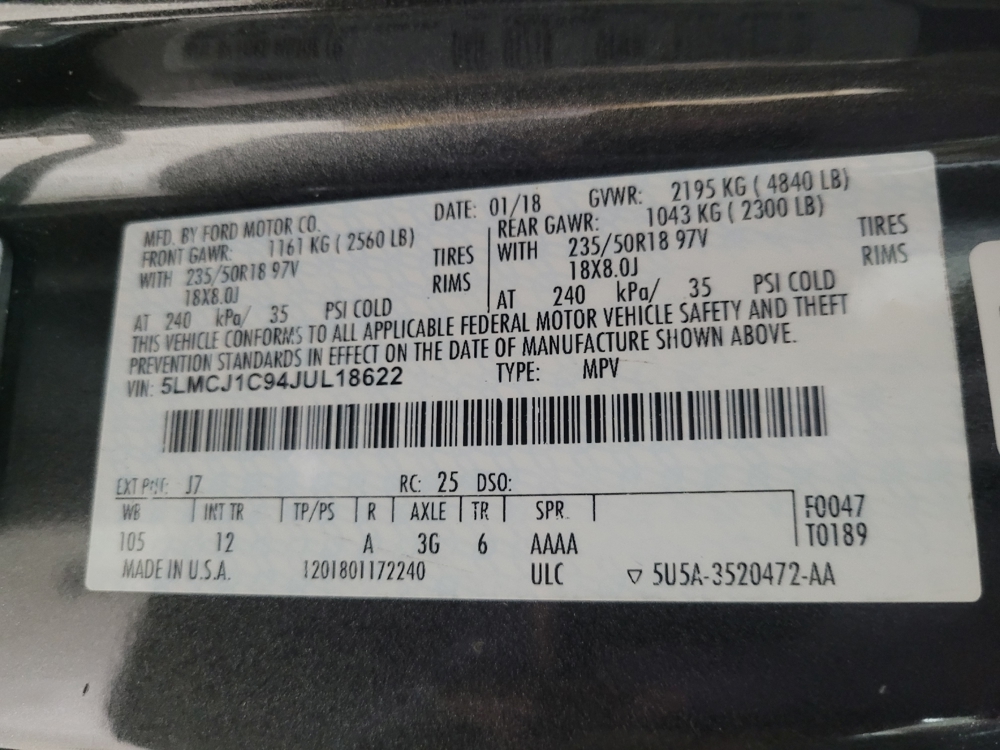 MFD. BY FORD MOTOR CO.
DATE: 01/18
GVWR: 2195 KG ( 4840 LB)
FRONT GAWR: 1161 KG ( 2560 LB)
WITH 235/50R18 97V TIRES
18X8.0J RIMS
AT 240 kPa/ 35 PSI COLD
REAR GAWR: 1043 KG ( 2300 LB)
WITH 235/50R18 97V TIRES
18X8.0J RIMS
AT 240 kPa/ 35 PSI COLD
THIS VEHICLE CONFORMS TO ALL APPLICABLE FEDERAL MOTOR VEHICLE SAFETY AND THEFT
PREVENTION STANDARDS IN EFFECT ON THE DATE OF MANUFACTURE SHOWN ABOVE.
VIN: 5LMCJ1C94JUL18622
TYPE: MPV
EXT PNT: J7 RC: 25 DSO:
WB INT TR TP/PS R AXLE TR SPR
105 12 A 3G 6 AAAA
F0047
T0189
MADE IN U.S.A. 1201801172240 ULC ▽ 5U5A-3520472-AA